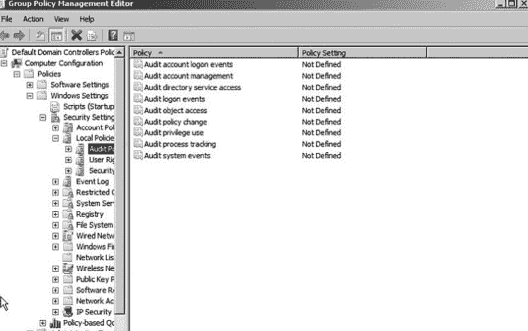 Group Policy Management Editor
File Action View Help
Default Domain Controllers Polic
Computer Configuration
Policies
Software Settings
Windows Settings
Scripts (Startup
Security Setting
Account Pol
Local Policie
Audit Po
User Rig
Security
Event Log
Restricted G
System Ser
Registry
File System
Wired Netw
Windows Fi
Network Lis
Wireless Ne
Public Key P
Software R
Network Ac
IP Security
Policy-based Qo
Policy Policy Setting
Audit account logon events Not Defined
Audit account management Not Defined
Audit directory service access Not Defined
Audit logon events Not Defined
Audit object access Not Defined
Audit policy change Not Defined
Audit privilege use Not Defined
Audit process tracking Not Defined
Audit system events Not Defined